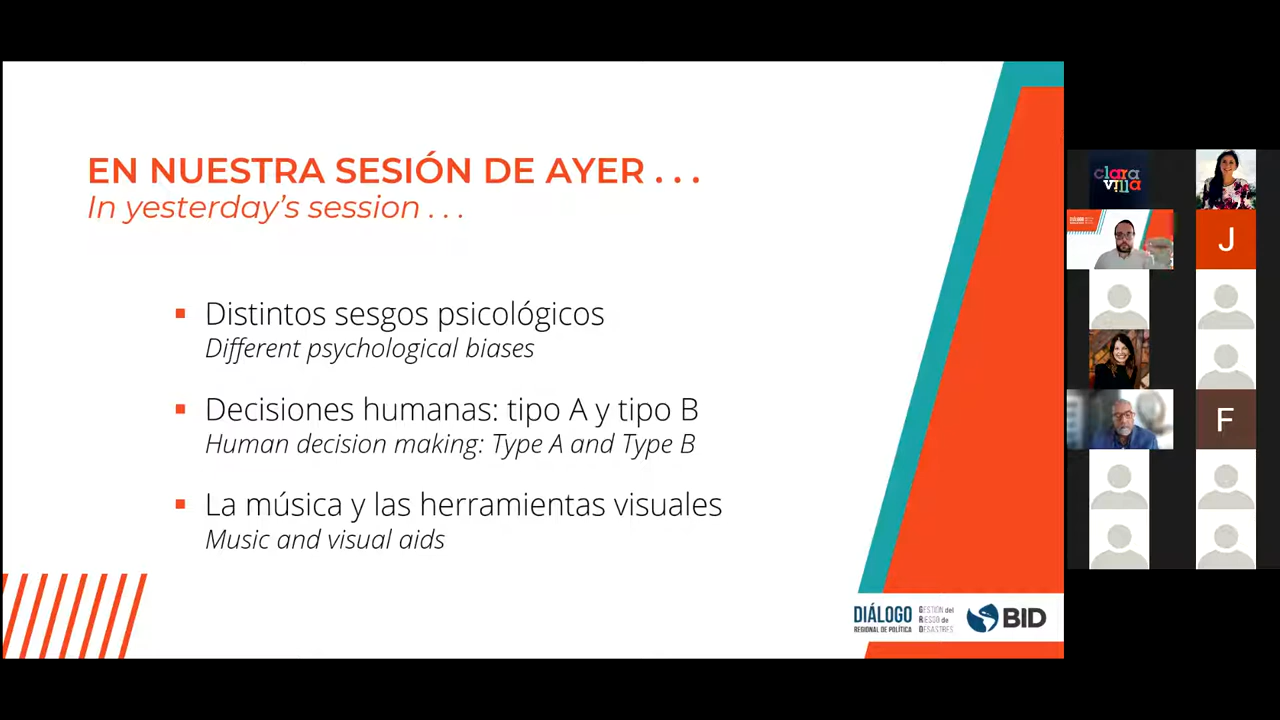 EN NUESTRA SESIÓN DE AYER . . .
In yesterday's session . . .
▪ Distintos sesgos psicológicos
Different psychological biases
▪ Decisiones humanas: tipo A y tipo B
Human decision making: Type A and Type B
▪ La música y las herramientas visuales
Music and visual aids
DIÁLOGO
REGIONAL DE POLÍTICA
GESTIÓN del
RIESGO de
DESASTRES
BID
clara
villa
DIÁLOGO
J
F